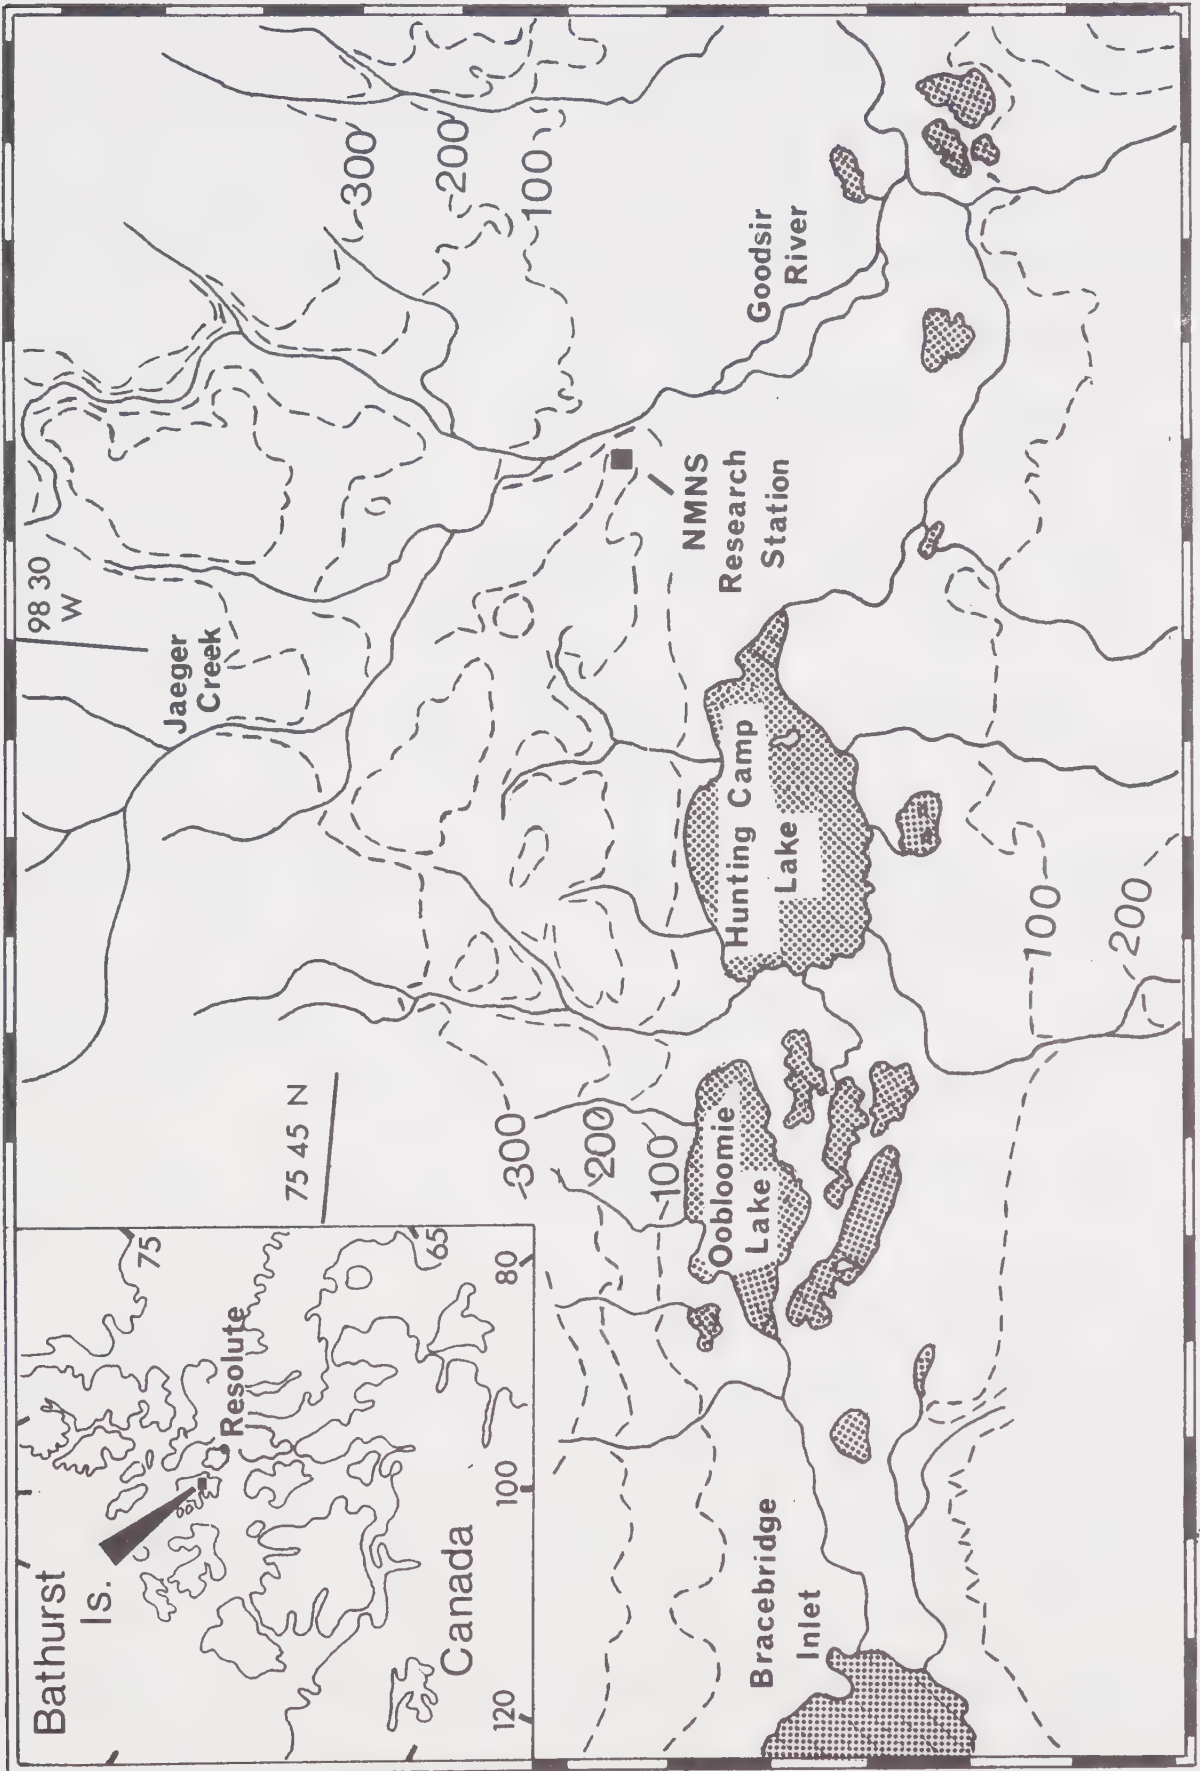 Bathurst
Is.
Resolute
Canada
75
65
80
100
120
75 45 N
98 30
W
Jaeger
Creek
300
200
100
Goodsir
River
NMNS
Research
Station
Hunting Camp
Lake
300
200
100
Oobloomie
Lake
100
200
Bracebridge
Inlet